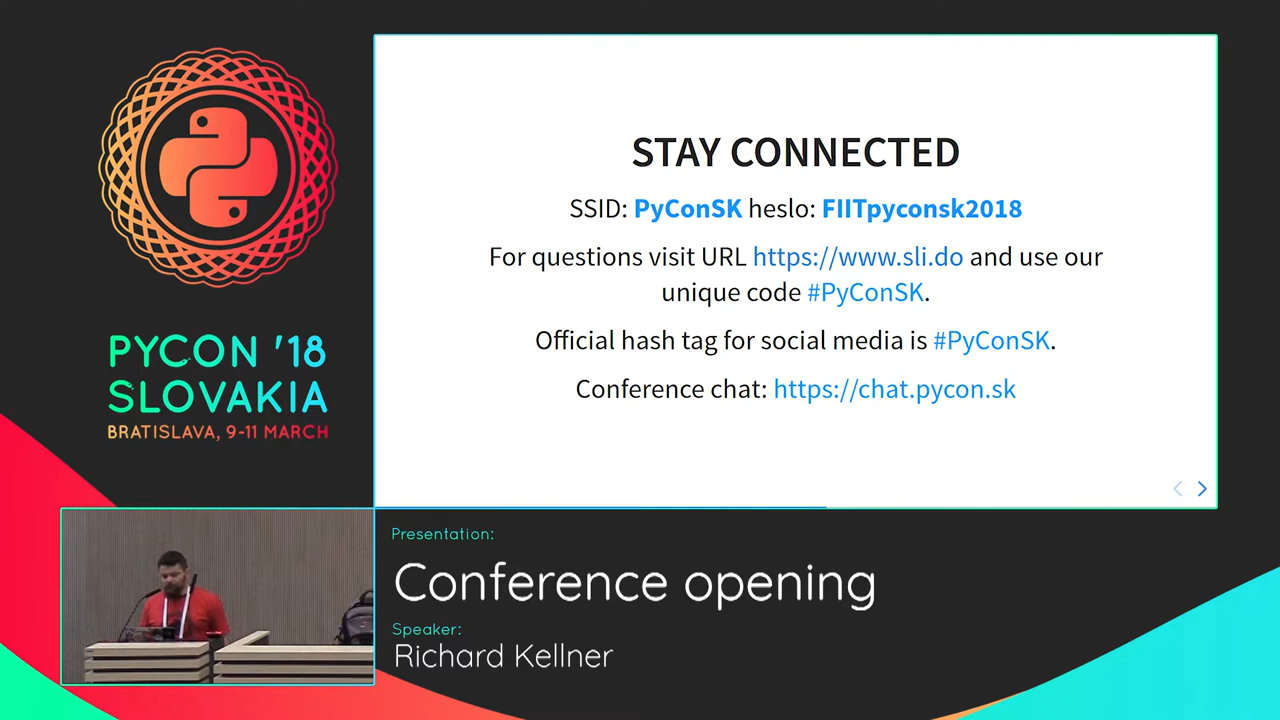 STAY CONNECTED
SSID: PyConSK heslo: FIITpyconsk2018
For questions visit URL https://www.sli.do and use our
unique code #PyConSK.
Official hash tag for social media is #PyConSK.
Conference chat: https://chat.pycon.sk
PYCON '18
SLOVAKIA
BRATISLAVA, 9-11 MARCH
Presentation:
Conference opening
Speaker:
Richard Kellner